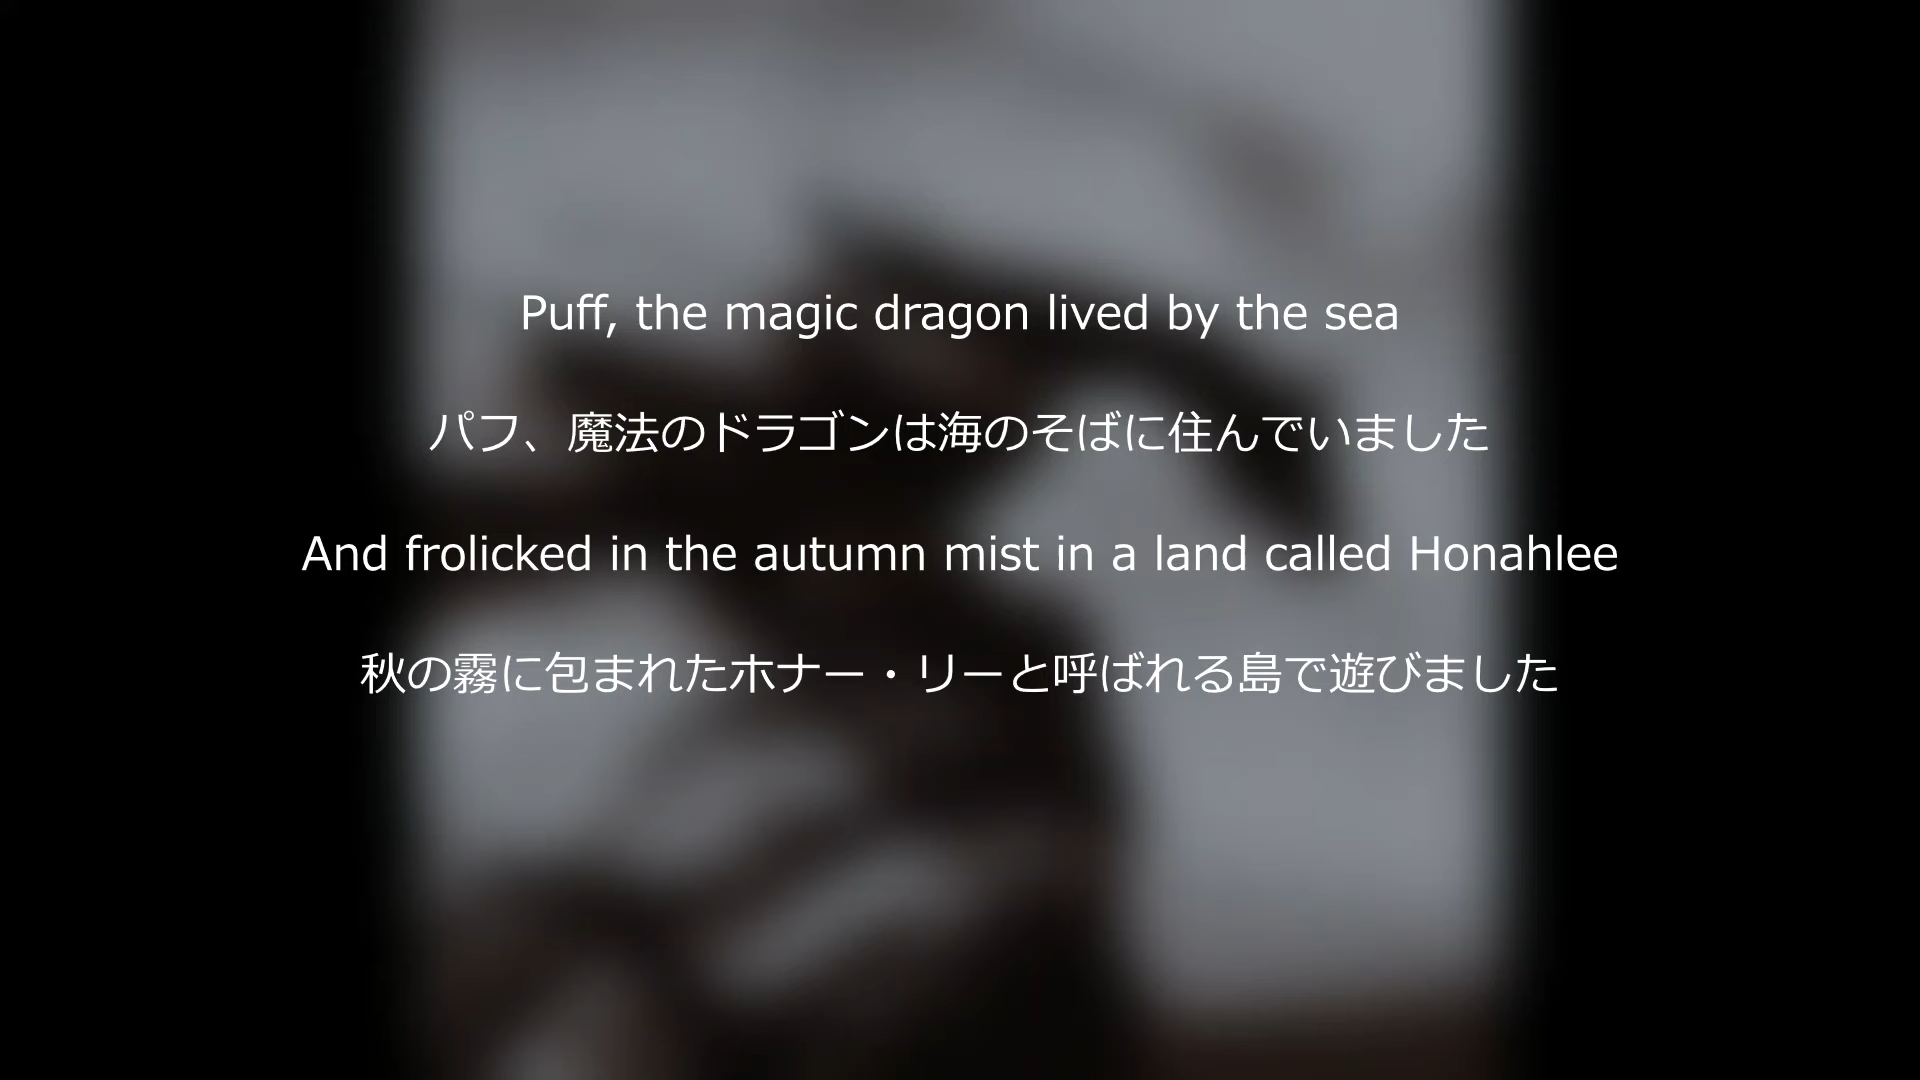 Puff, the magic dragon lived by the sea
パフ、魔法のドラゴンは海のそばに住んでいました
And frolicked in the autumn mist in a land called Honahlee
秋の霧に包まれたホナー・リーと呼ばれる島で遊びました